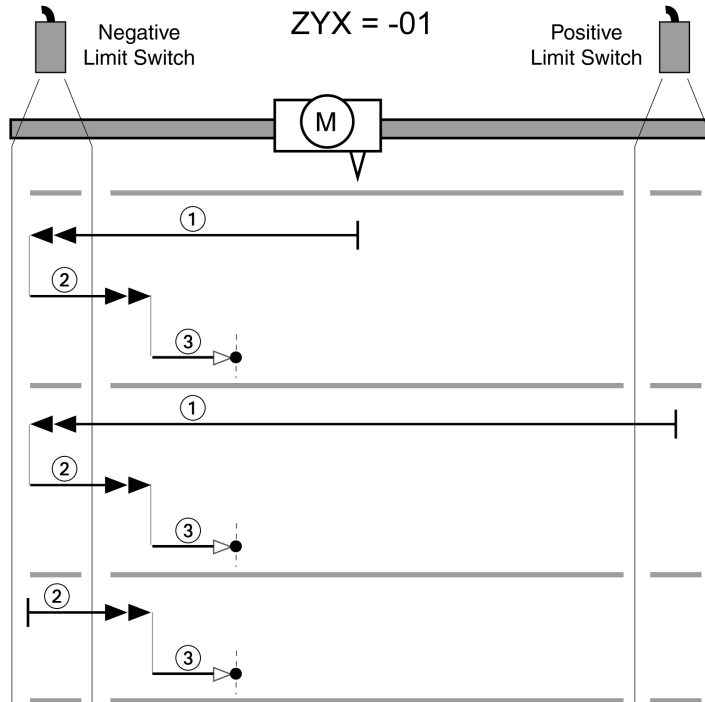 ZYX = -01
Negative
Limit Switch
Positive
Limit Switch
M
1
2
3
1
2
3
2
3